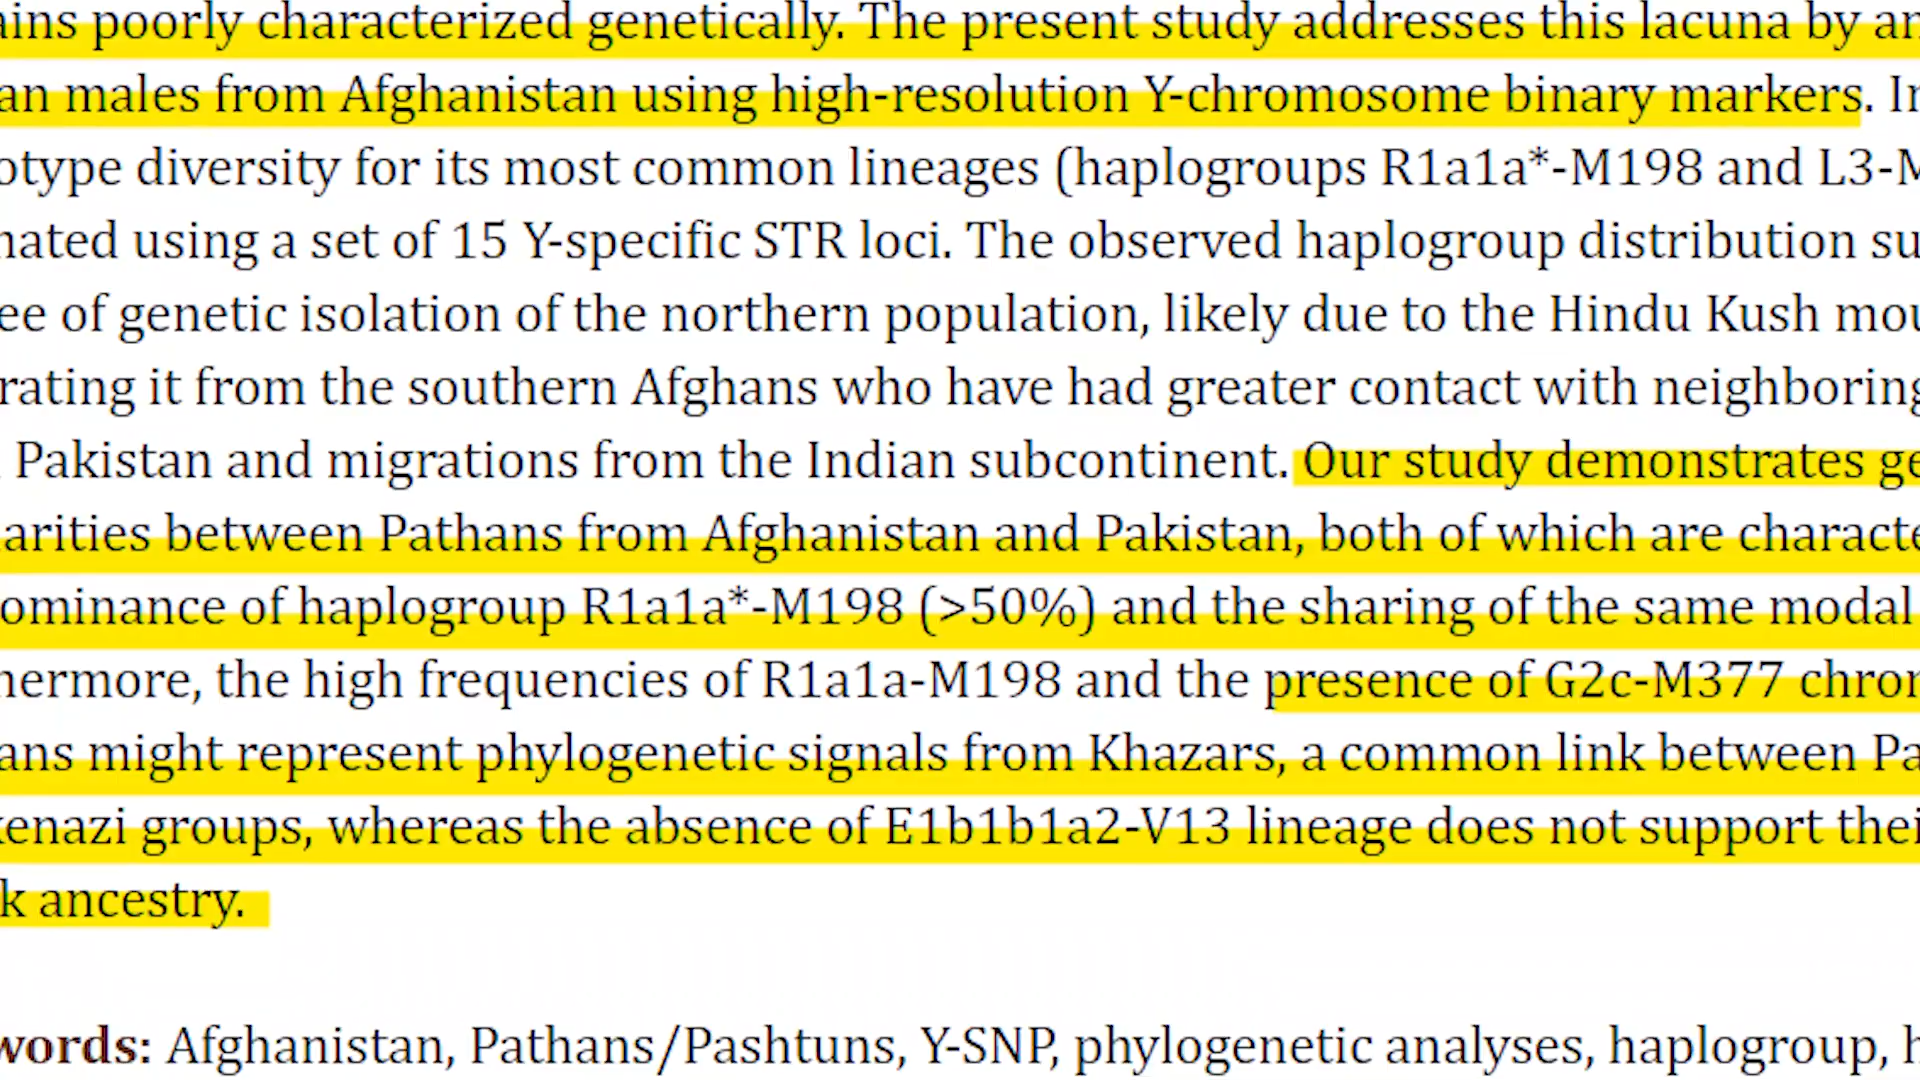 ains poorly characterized genetically. The present study addresses this lacuna by an
an males from Afghanistan using high-resolution Y-chromosome binary markers. In
otype diversity for its most common lineages (haplogroups R1a1a*-M198 and L3-M
nated using a set of 15 Y-specific STR loci. The observed haplogroup distribution su
ee of genetic isolation of the northern population, likely due to the Hindu Kush mou
rating it from the southern Afghans who have had greater contact with neighboring
Pakistan and migrations from the Indian subcontinent. Our study demonstrates ge
arities between Pathans from Afghanistan and Pakistan, both of which are characte
ominance of haplogroup R1a1a*-M198 (>50%) and the sharing of the same modal
hermore, the high frequencies of R1a1a-M198 and the presence of G2c-M377 chrom
ans might represent phylogenetic signals from Khazars, a common link between Pa
kenazi groups, whereas the absence of E1b1b1a2-V13 lineage does not support thei
k ancestry.
words: Afghanistan, Pathans/Pashtuns, Y-SNP, phylogenetic analyses, haplogroup, h